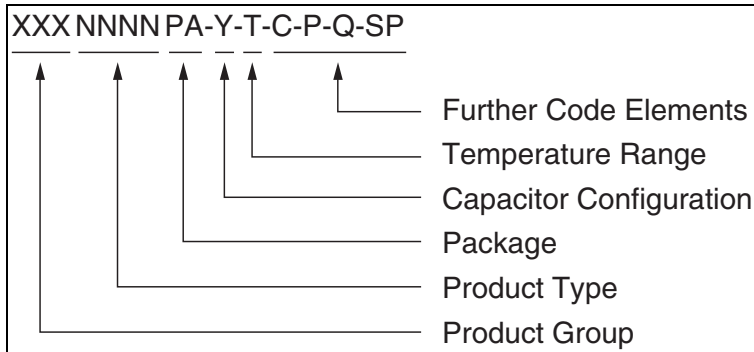 XXX NNNN PA-Y-T-C-P-Q-SP
Further Code Elements
Temperature Range
Capacitor Configuration
Package
Product Type
Product Group